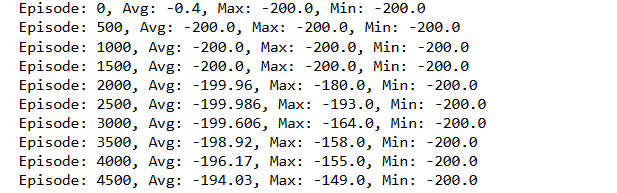 Episode: 0, Avg: -0.4, Max: -200.0, Min: -200.0
Episode: 500, Avg: -200.0, Max: -200.0, Min: -200.0
Episode: 1000, Avg: -200.0, Max: -200.0, Min: -200.0
Episode: 1500, Avg: -200.0, Max: -200.0, Min: -200.0
Episode: 2000, Avg: -199.96, Max: -180.0, Min: -200.0
Episode: 2500, Avg: -199.986, Max: -193.0, Min: -200.0
Episode: 3000, Avg: -199.606, Max: -164.0, Min: -200.0
Episode: 3500, Avg: -198.92, Max: -158.0, Min: -200.0
Episode: 4000, Avg: -196.17, Max: -155.0, Min: -200.0
Episode: 4500, Avg: -194.03, Max: -149.0, Min: -200.0